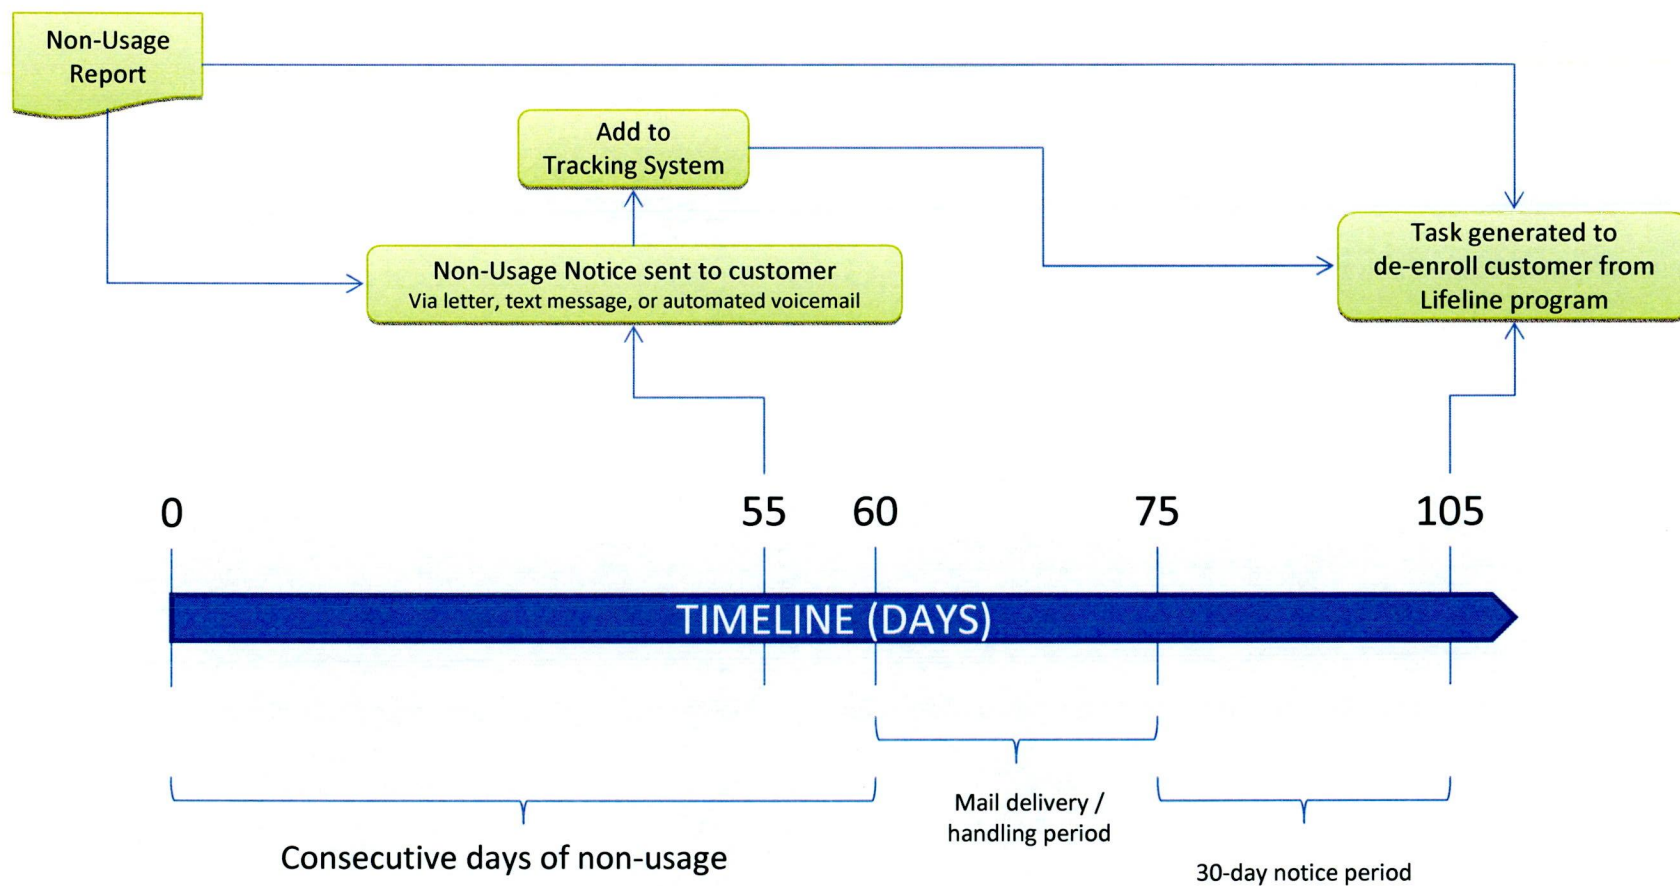 Non-Usage
Report
Add to
Tracking System
Non-Usage Notice sent to customer
Via letter, text message, or automated voicemail
Task generated to
de-enroll customer from
Lifeline program
0
55
60
75
105
TIMELINE (DAYS)
Mail delivery /
handling period
Consecutive days of non-usage
30-day notice period